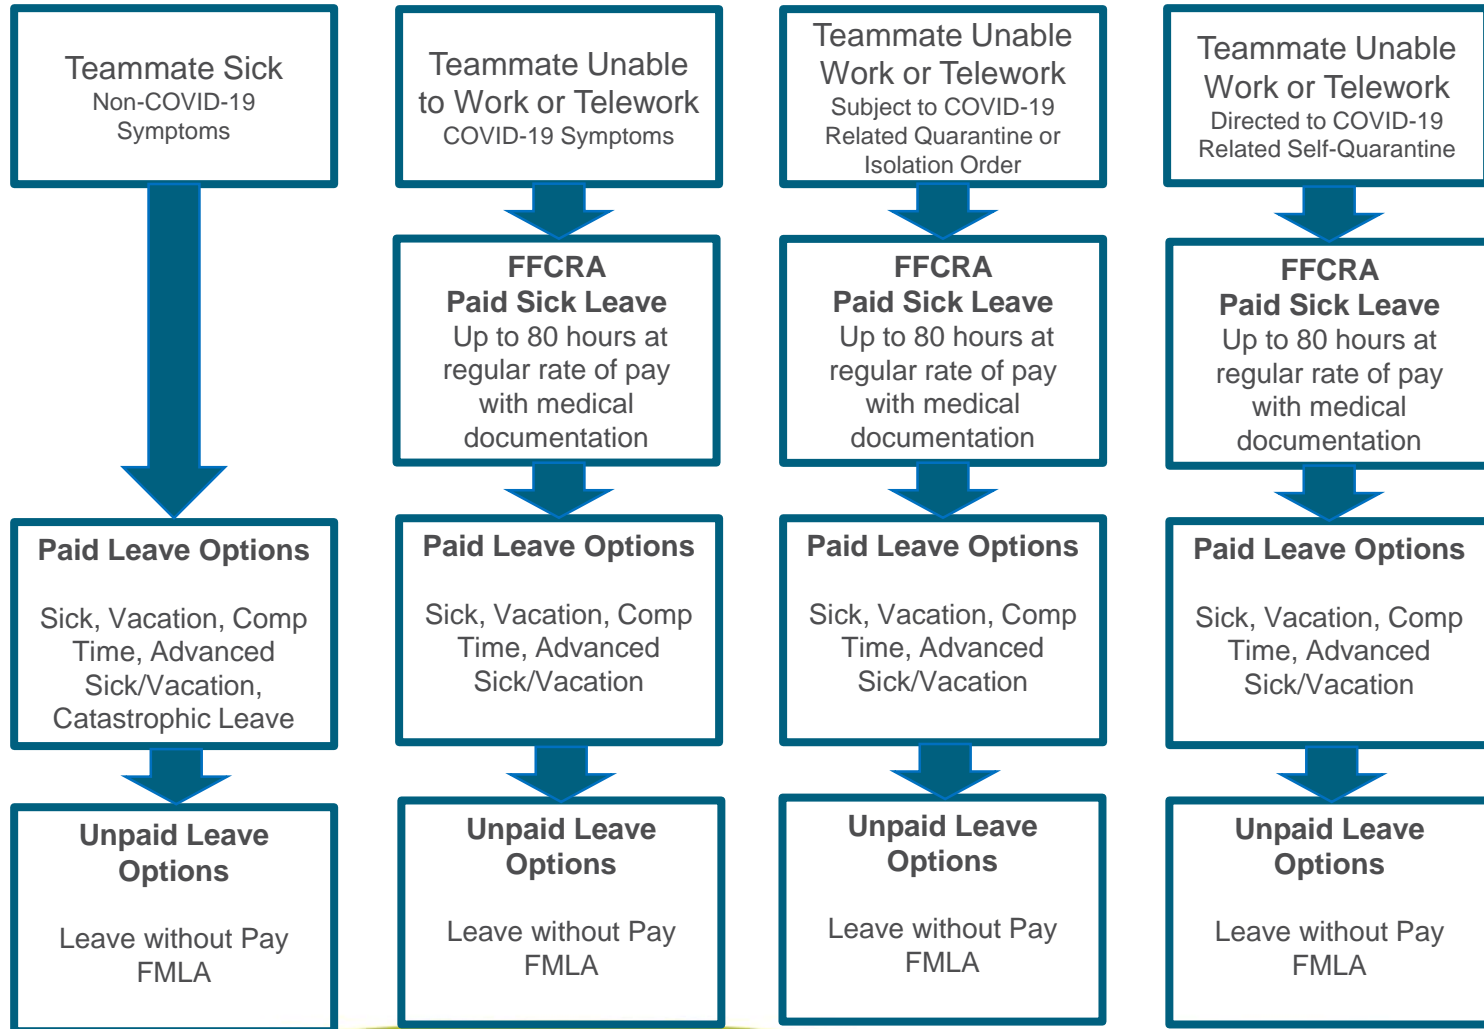 Teammate Sick
Non-COVID-19
Symptoms
Paid Leave Options
Sick, Vacation, Comp
Time, Advanced
Sick/Vacation,
Catastrophic Leave
Unpaid Leave
Options
Leave without Pay
FMLA
Teammate Unable
to Work or Telework
COVID-19 Symptoms
FFCRA
Paid Sick Leave
Up to 80 hours at
regular rate of pay
with medical
documentation
Paid Leave Options
Sick, Vacation, Comp
Time, Advanced
Sick/Vacation
Unpaid Leave
Options
Leave without Pay
FMLA
Teammate Unable
Work or Telework
Subject to COVID-19
Related Quarantine or
Isolation Order
FFCRA
Paid Sick Leave
Up to 80 hours at
regular rate of pay
with medical
documentation
Paid Leave Options
Sick, Vacation, Comp
Time, Advanced
Sick/Vacation
Unpaid Leave
Options
Leave without Pay
FMLA
Teammate Unable
Work or Telework
Directed to COVID-19
Related Self-Quarantine
FFCRA
Paid Sick Leave
Up to 80 hours at
regular rate of pay
with medical
documentation
Paid Leave Options
Sick, Vacation, Comp
Time, Advanced
Sick/Vacation
Unpaid Leave
Options
Leave without Pay
FMLA